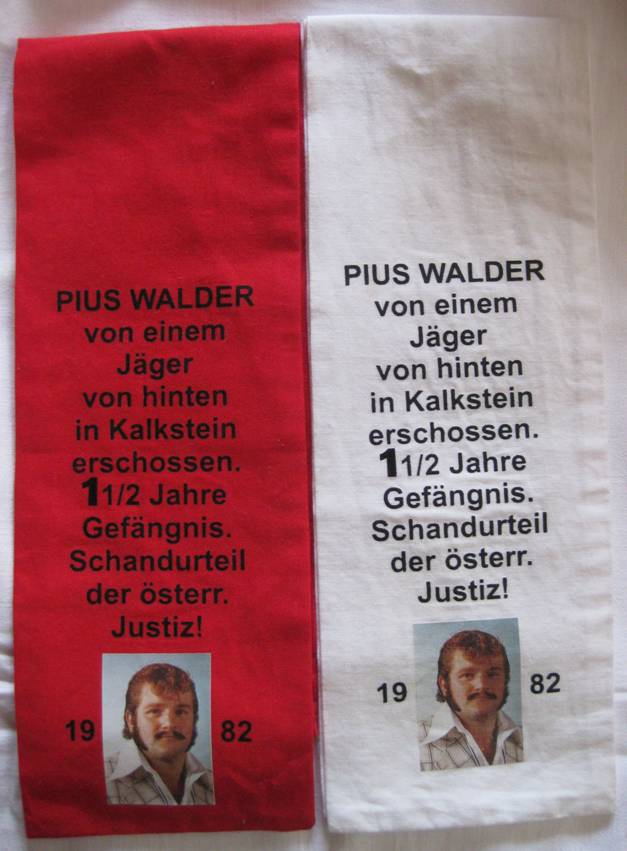 PIUS WALDER
von einem
Jäger
von hinten
in Kalkstein
erschossen.
11/2 Jahre
Gefängnis.
Schandurteil
der österr.
Justiz!
19 82
PIUS WALDER
von einem
Jäger
von hinten
in Kalkstein
erschossen.
11/2 Jahre
Gefängnis.
Schandurteil
der österr.
Justiz!
19 82